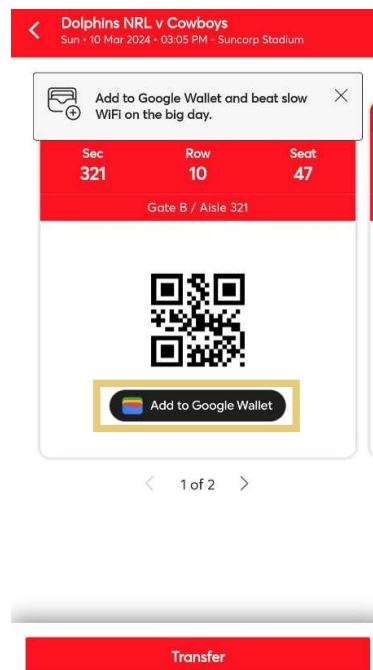 Dolphins NRL v Cowboys
Sun • 10 Mar 2024 • 03:05 PM - Suncorp Stadium
Add to Google Wallet and beat slow
WiFi on the big day.
Sec Row Seat
321 10 47
Gate B / Aisle 321
Add to Google Wallet
1 of 2
Transfer